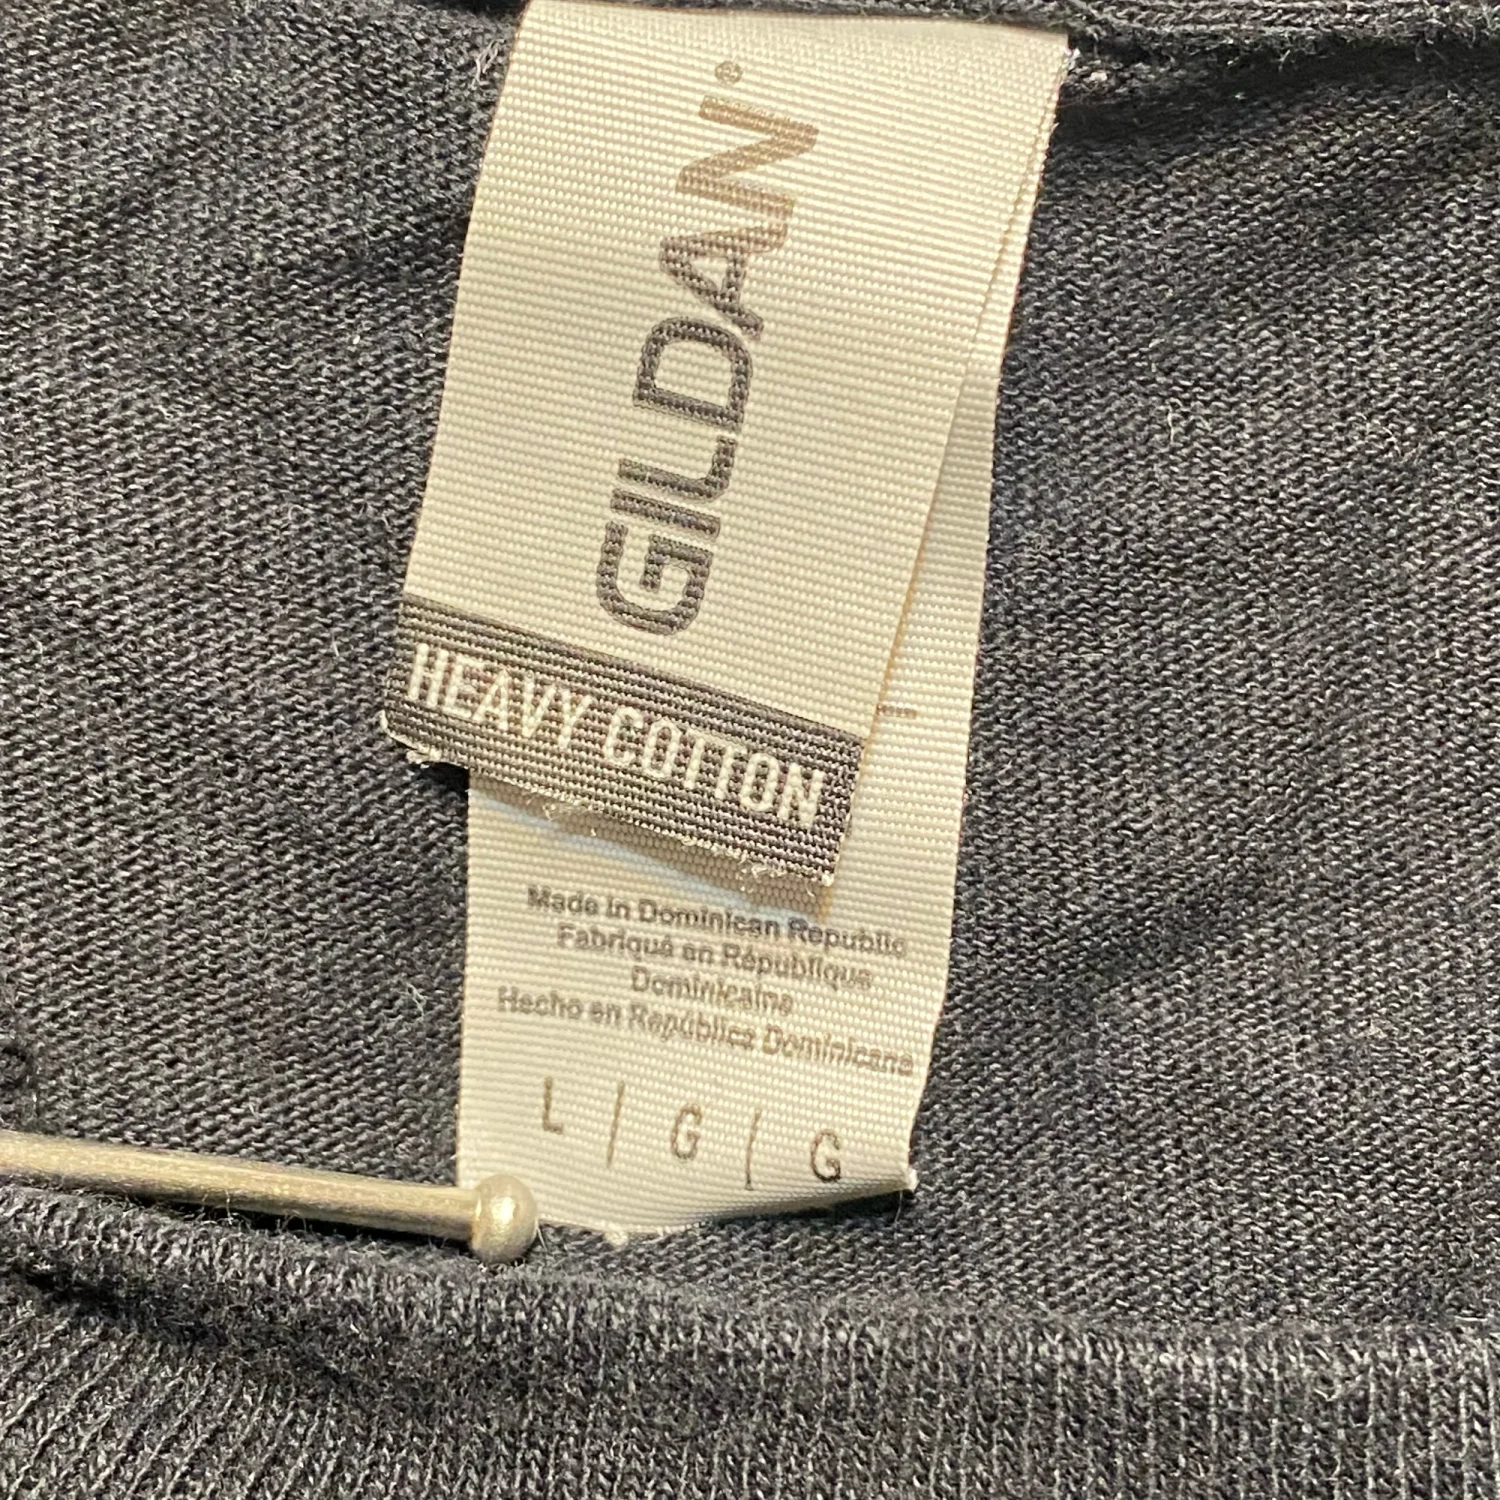 GILDAN®
HEAVY COTTON
Made in Dominican Republic
Fabriqué en République
Dominicaine
Hecho en República Dominicana
L | G | G